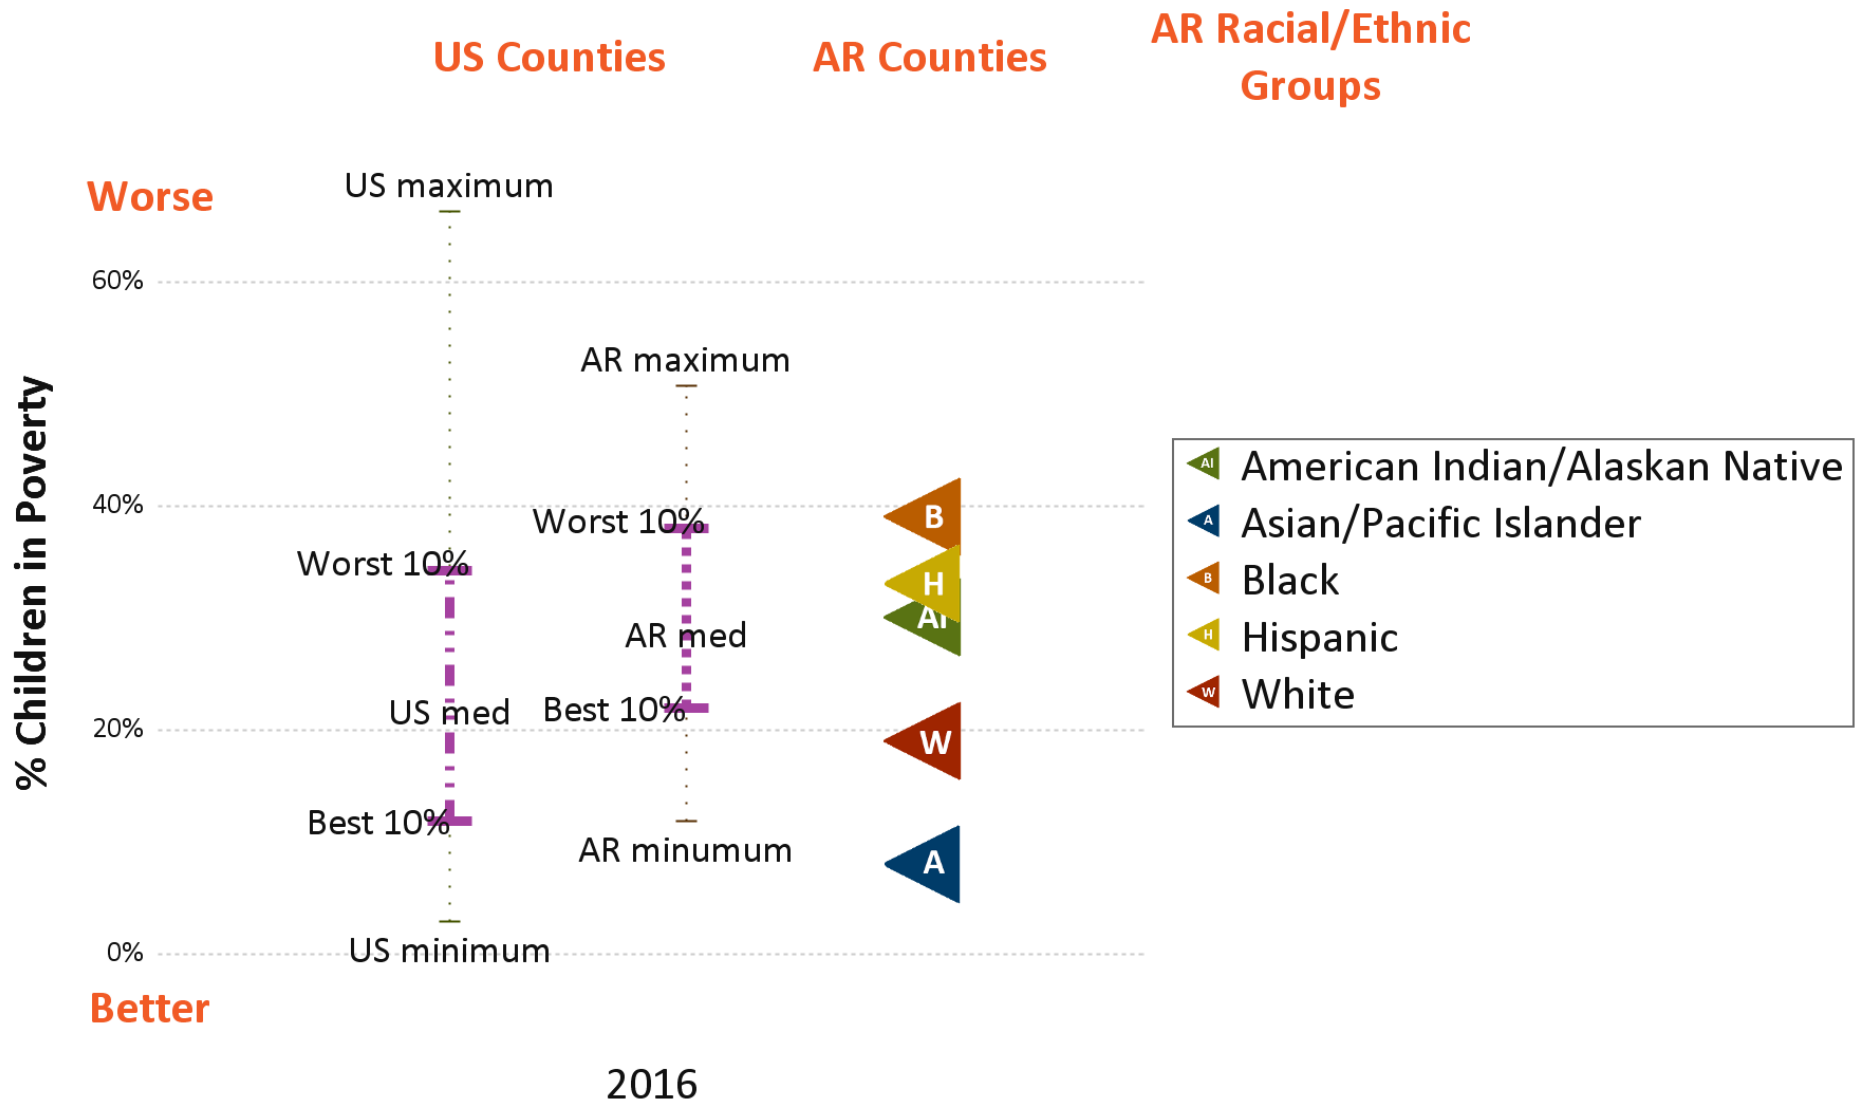 US Counties
AR Counties
AR Racial/Ethnic
Groups
Worse
US maximum
60%
AR maximum
% Children in Poverty
40%
B
Worst 10%
Worst 10%
H
AI
AR med
US med
Best 10%
20%
W
Best 10%
AR minumum
A
0%
US minimum
Better
2016
AI American Indian/Alaskan Native
A Asian/Pacific Islander
B Black
H Hispanic
W White